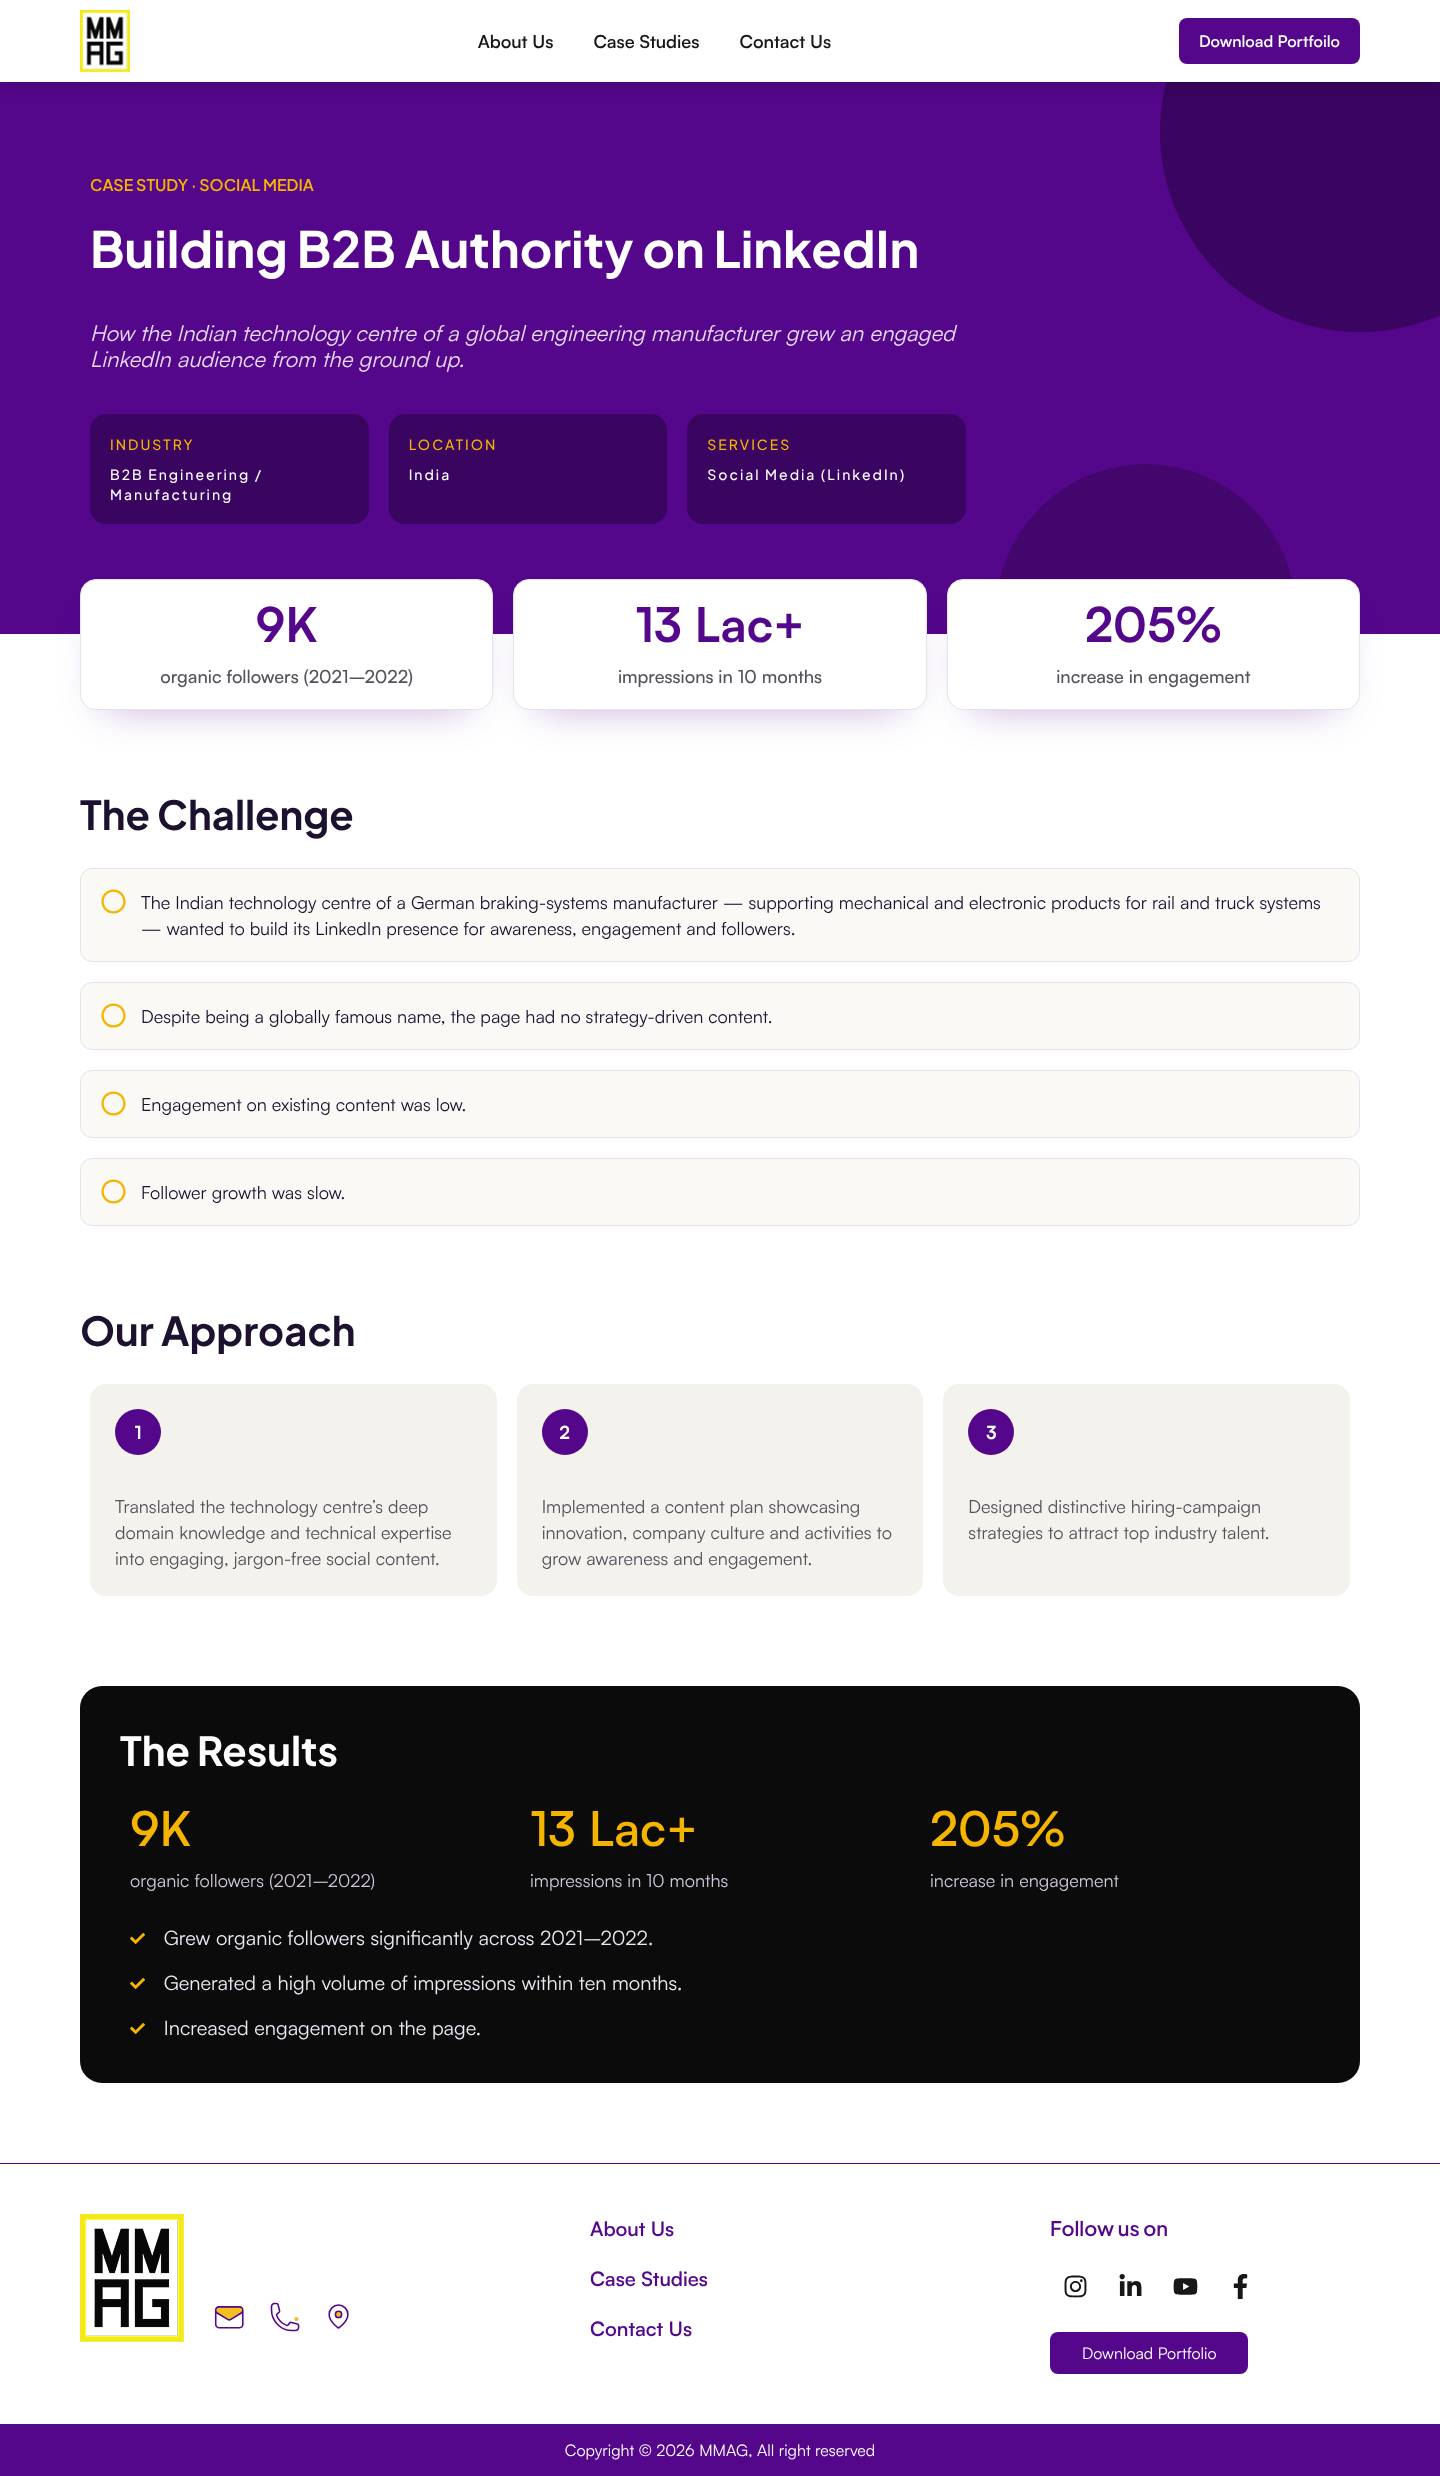 MM
AG
About Us
Case Studies
Contact Us
Download Portfoilo
CASE STUDY · SOCIAL MEDIA
Building B2B Authority on LinkedIn
How the Indian technology centre of a global engineering manufacturer grew an engaged
LinkedIn audience from the ground up.
INDUSTRY
B2B Engineering /
Manufacturing
LOCATION
India
SERVICES
Social Media (LinkedIn)
9K
organic followers (2021—2022)
13 Lac+
impressions in 10 months
205%
increase in engagement
The Challenge
The Indian technology centre of a German braking-systems manufacturer — supporting mechanical and electronic products for rail and truck systems
— wanted to build its LinkedIn presence for awareness, engagement and followers.
Despite being a globally famous name, the page had no strategy-driven content.
Engagement on existing content was low.
Follower growth was slow.
Our Approach
1
Translated the technology centre’s deep
domain knowledge and technical expertise
into engaging, jargon-free social content.
2
Implemented a content plan showcasing
innovation, company culture and activities to
grow awareness and engagement.
3
Designed distinctive hiring-campaign
strategies to attract top industry talent.
The Results
9K
organic followers (2021—2022)
13 Lac+
impressions in 10 months
205%
increase in engagement
Grew organic followers significantly across 2021—2022.
Generated a high volume of impressions within ten months.
Increased engagement on the page.
MM
AG
About Us
Case Studies
Contact Us
Follow us on
Download Portfolio
Copyright © 2026 MMAG, All right reserved